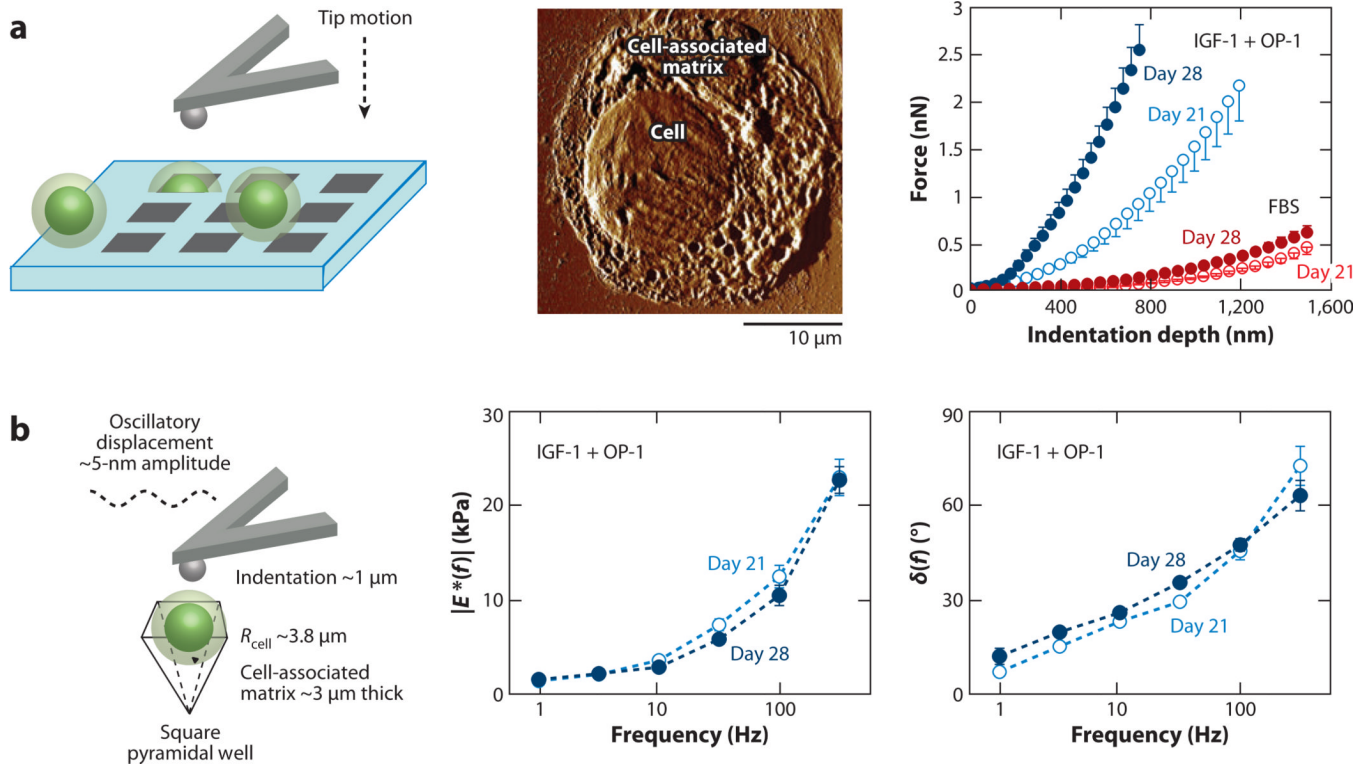 a
Tip motion
Cell-associated
matrix
Cell
10 μm
3
2.5
2
1.5
1
0.5
0
Force (nN)
IGF-1 + OP-1
Day 28
Day 21
FBS
Day 28
Day 21
0
400
800
1,200
1,600
Indentation depth (nm)
b
Oscillatory
displacement
~5-nm amplitude
Indentation ~1 μm
Rcell ~3.8 μm
Cell-associated
matrix ~3 μm thick
Square
pyramidal well
30
20
10
0
|E*(f)| (kPa)
IGF-1 + OP-1
Day 21
Day 28
1
10
100
Frequency (Hz)
90
60
30
0
δ(f) (°)
IGF-1 + OP-1
Day 28
Day 21
1
10
100
Frequency (Hz)